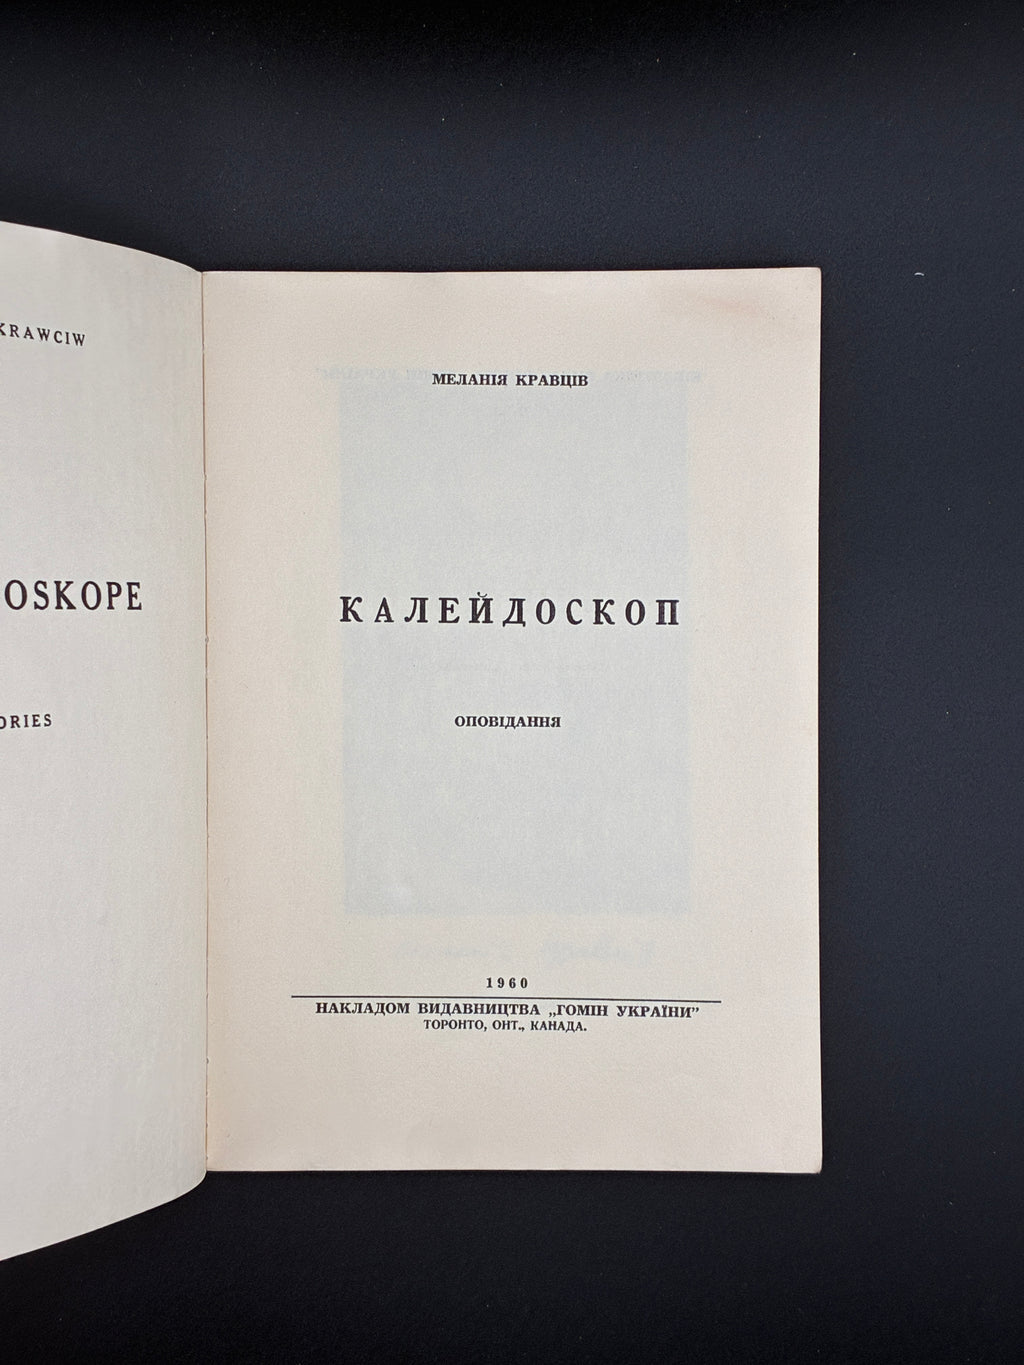 KRAWCIW
OSKOPE
ORIES
МЕЛАНІЯ КРАВЦІВ
КАЛЕЙДОСКОП
ОПОВІДАННЯ
1960
НАКЛАДОМ ВИДАВНИЦТВА „ГОМІН УКРАЇНИ”
ТОРОНТО, ОНТ., КАНАДА.